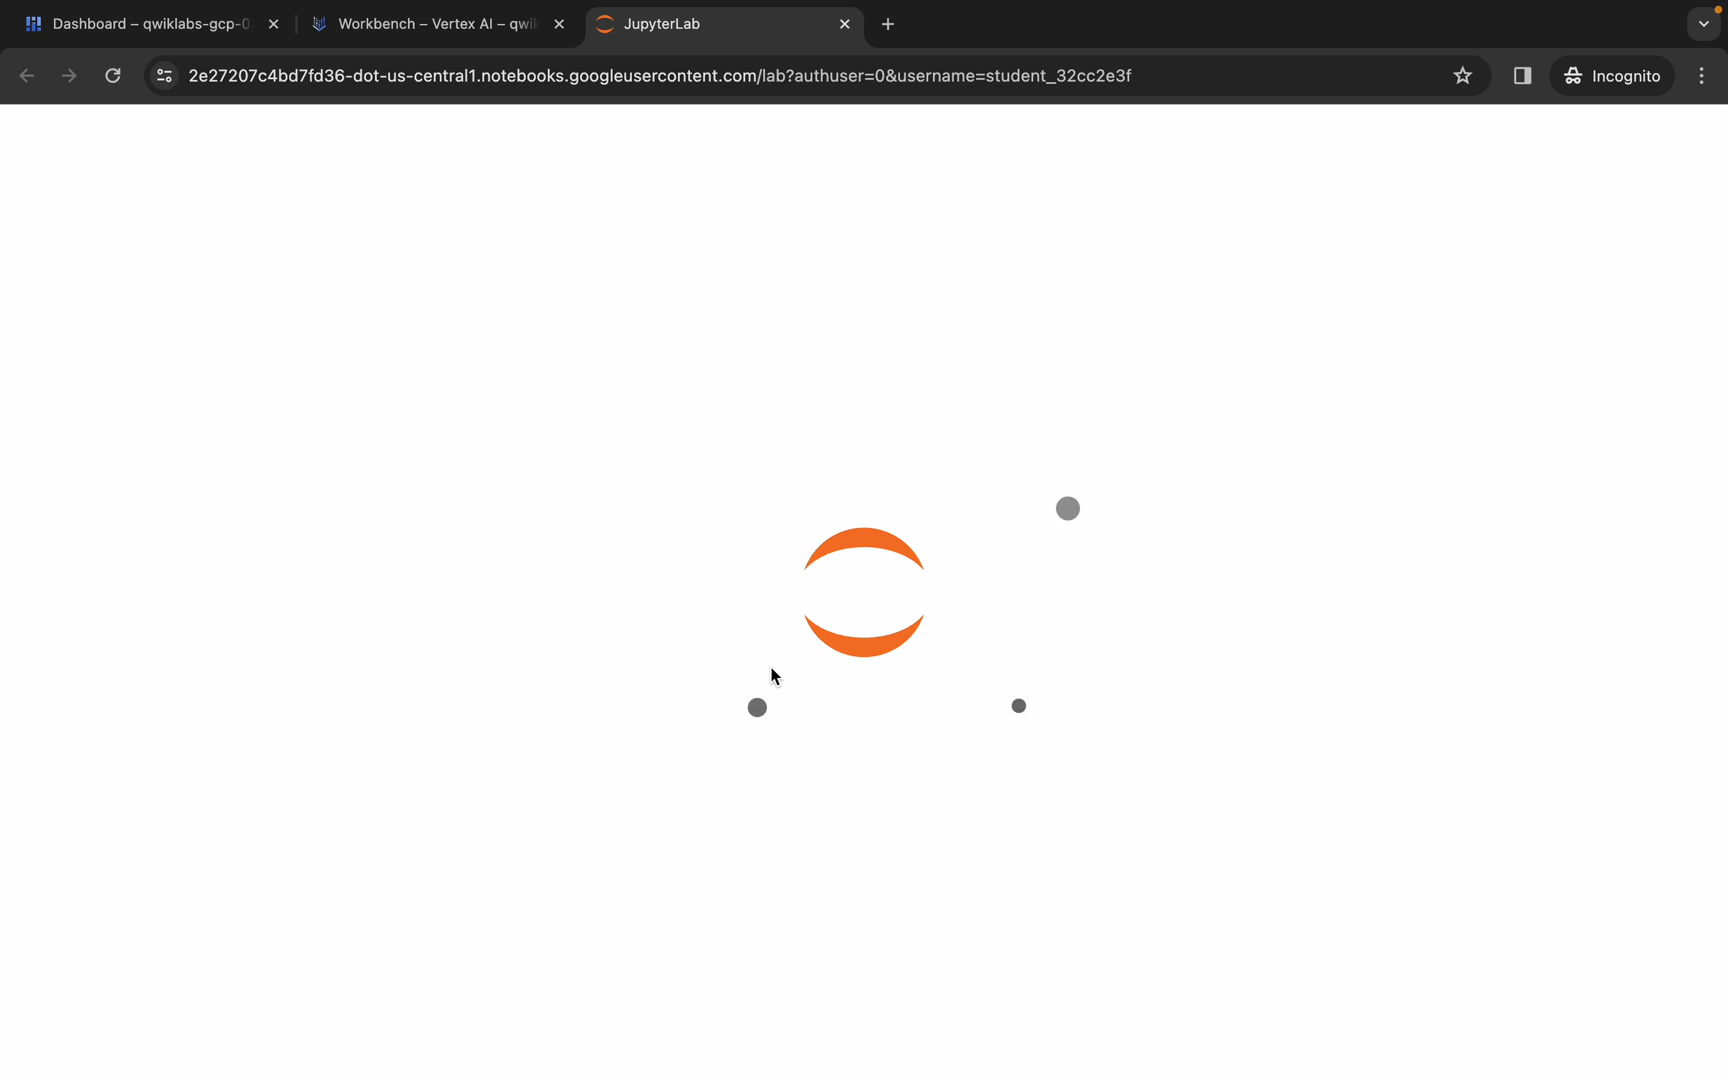 Dashboard – qwiklabs-gcp-0
Workbench – Vertex AI – qwi
JupyterLab
2e27207c4bd7fd36-dot-us-central1.notebooks.googleusercontent.com/lab?authuser=0&username=student_32cc2e3f
Incognito